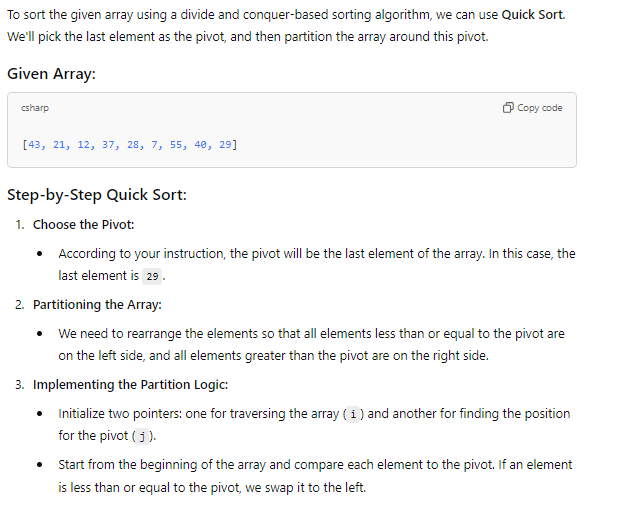 To sort the given array using a divide and conquer-based sorting algorithm, we can use Quick Sort.
We'll pick the last element as the pivot, and then partition the array around this pivot.
Given Array:
csharp Copy code
[43, 21, 12, 37, 28, 7, 55, 40, 29]
Step-by-Step Quick Sort:
1. Choose the Pivot:
• According to your instruction, the pivot will be the last element of the array. In this case, the
last element is 29 .
2. Partitioning the Array:
• We need to rearrange the elements so that all elements less than or equal to the pivot are
on the left side, and all elements greater than the pivot are on the right side.
3. Implementing the Partition Logic:
• Initialize two pointers: one for traversing the array ( i ) and another for finding the position
for the pivot ( j ).
• Start from the beginning of the array and compare each element to the pivot. If an element
is less than or equal to the pivot, we swap it to the left.